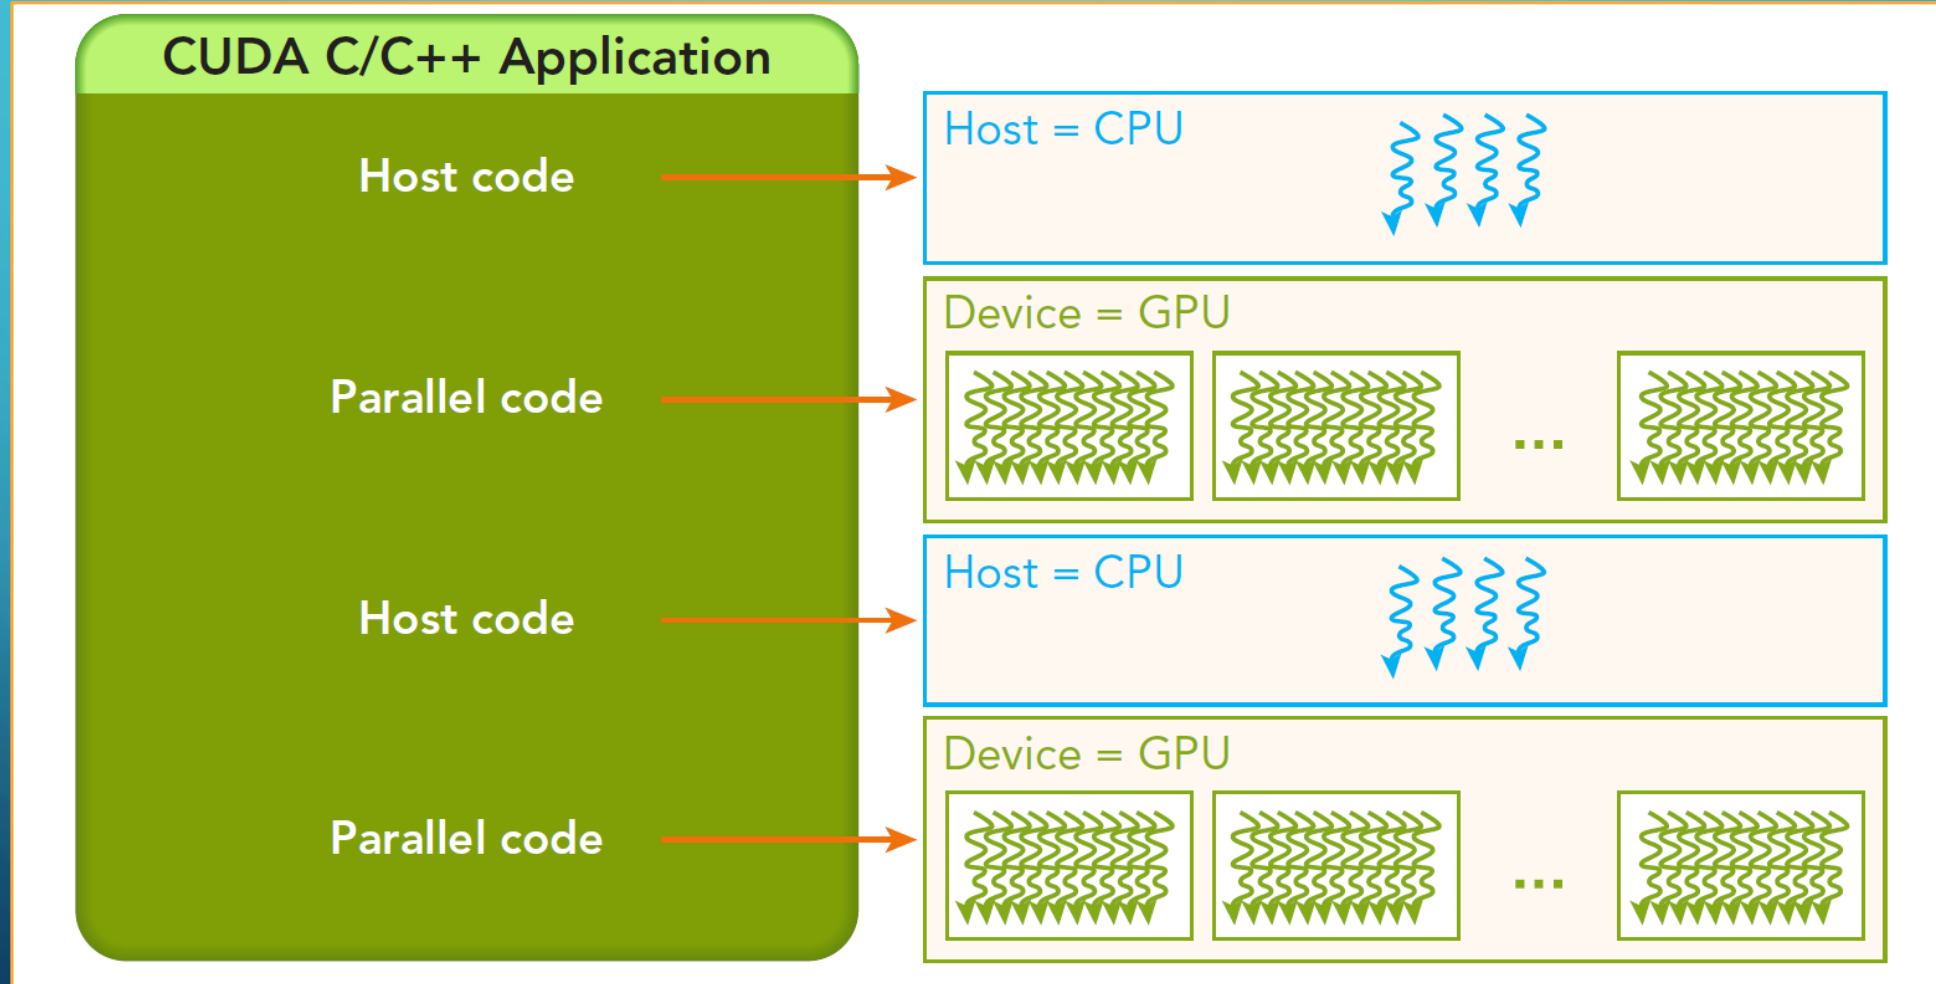 CUDA C/C++ Application
Host code
Host = CPU
Parallel code
Device = GPU
...
Host code
Host = CPU
Parallel code
Device = GPU
...